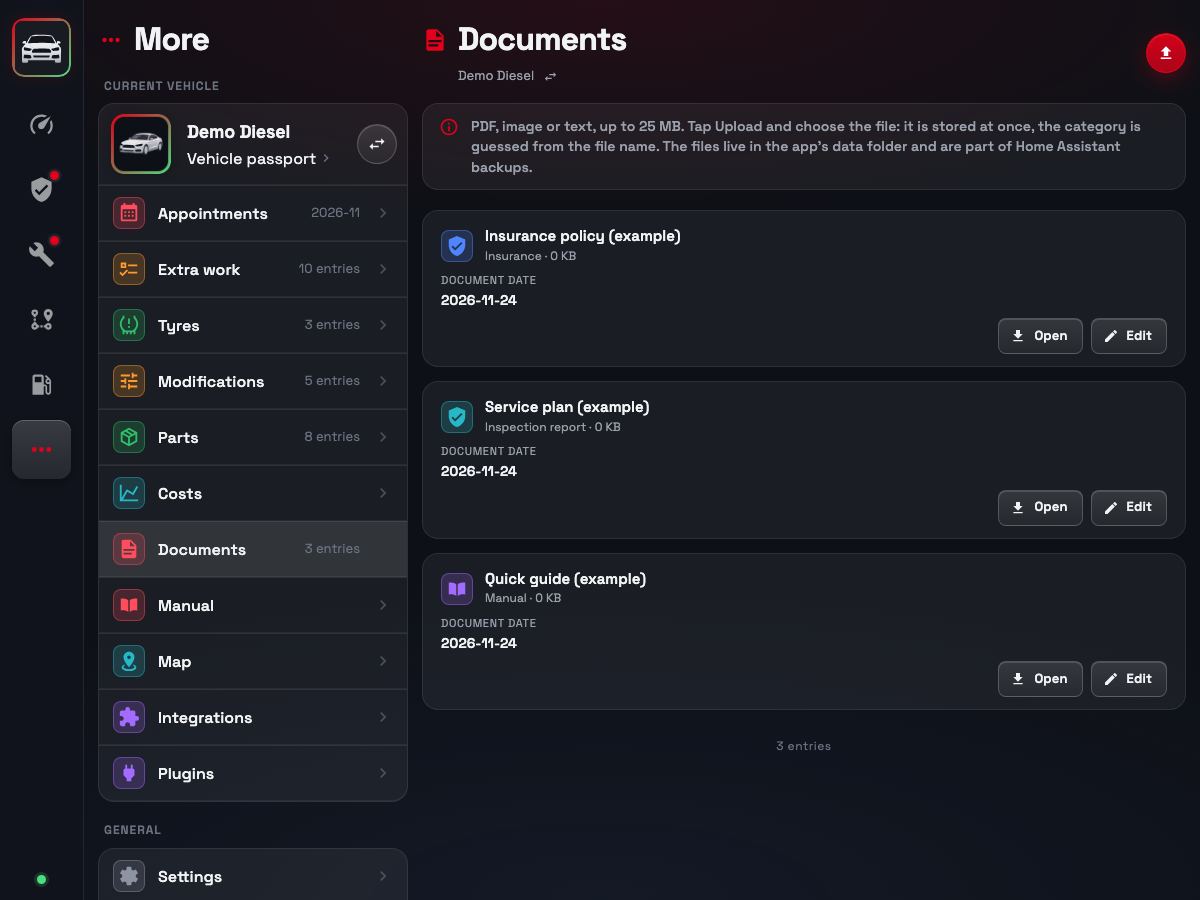 More
CURRENT VEHICLE
Demo Diesel
Vehicle passport
Appointments 2026-11
Extra work 10 entries
Tyres 3 entries
Modifications 5 entries
Parts 8 entries
Costs
Documents 3 entries
Manual
Map
Integrations
Plugins
GENERAL
Settings
Documents
Demo Diesel
PDF, image or text, up to 25 MB. Tap Upload and choose the file: it is stored at once, the category is
guessed from the file name. The files live in the app's data folder and are part of Home Assistant
backups.
Insurance policy (example)
Insurance · 0 KB
DOCUMENT DATE
2026-11-24
Open Edit
Service plan (example)
Inspection report · 0 KB
DOCUMENT DATE
2026-11-24
Open Edit
Quick guide (example)
Manual · 0 KB
DOCUMENT DATE
2026-11-24
Open Edit
3 entries